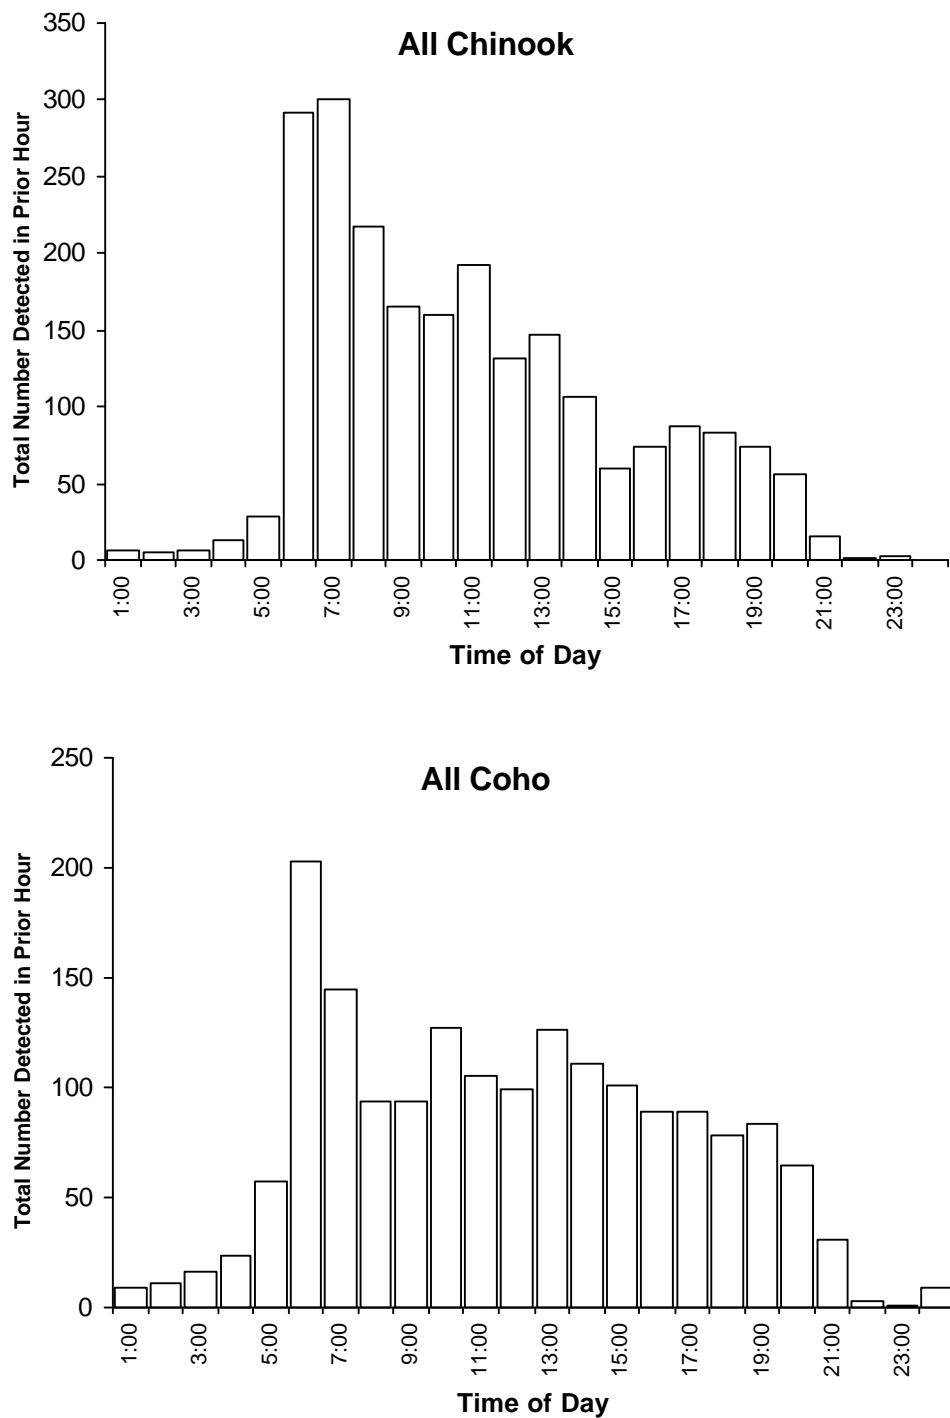 All Chinook
Total Number Detected in Prior Hour
350
300
250
200
150
100
50
0
1:00 3:00 5:00 7:00 9:00 11:00 13:00 15:00 17:00 19:00 21:00 23:00
Time of Day
All Coho
Total Number Detected in Prior Hour
250
200
150
100
50
0
1:00 3:00 5:00 7:00 9:00 11:00 13:00 15:00 17:00 19:00 21:00 23:00
Time of Day